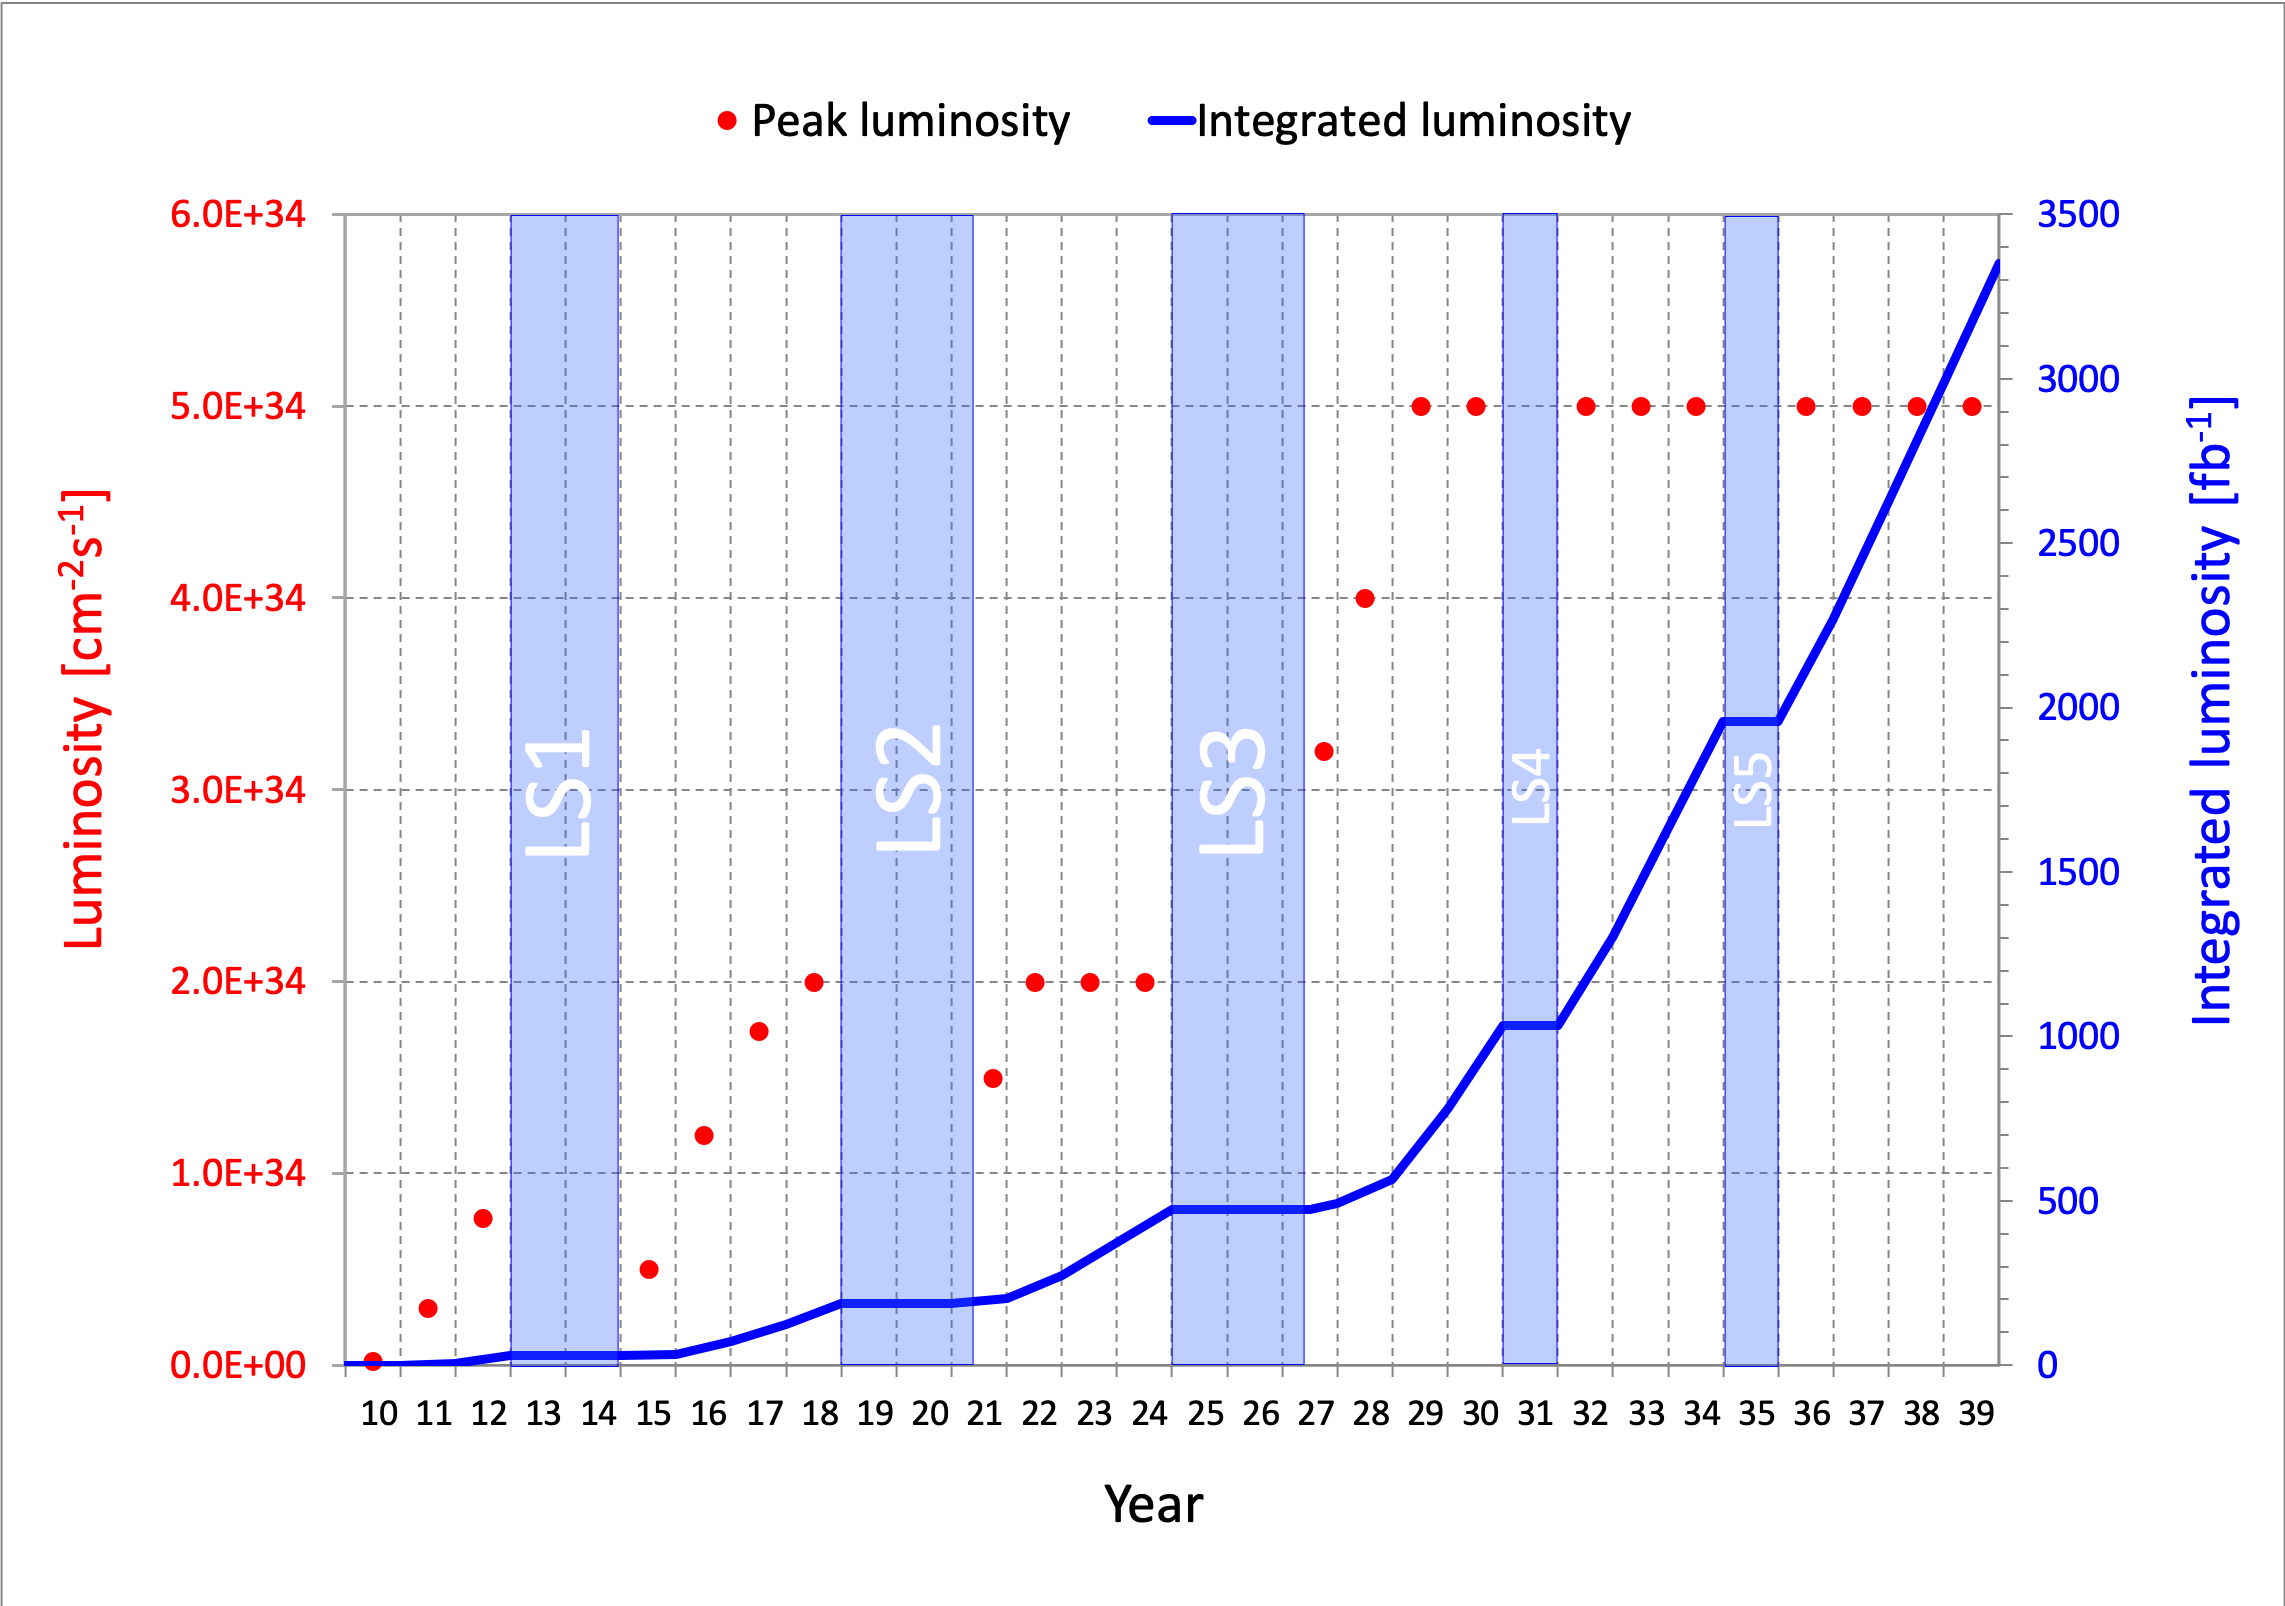 Peak luminosity Integrated luminosity
6.0E+34
5.0E+34
4.0E+34
3.0E+34
2.0E+34
1.0E+34
0.0E+00
Luminosity [cm-2s-1]
LS1
LS2
LS3
LS4
LS5
3500
3000
2500
2000
1500
1000
500
0
Integrated luminosity [fb-1]
10 11 12 13 14 15 16 17 18 19 20 21 22 23 24 25 26 27 28 29 30 31 32 33 34 35 36 37 38 39
Year